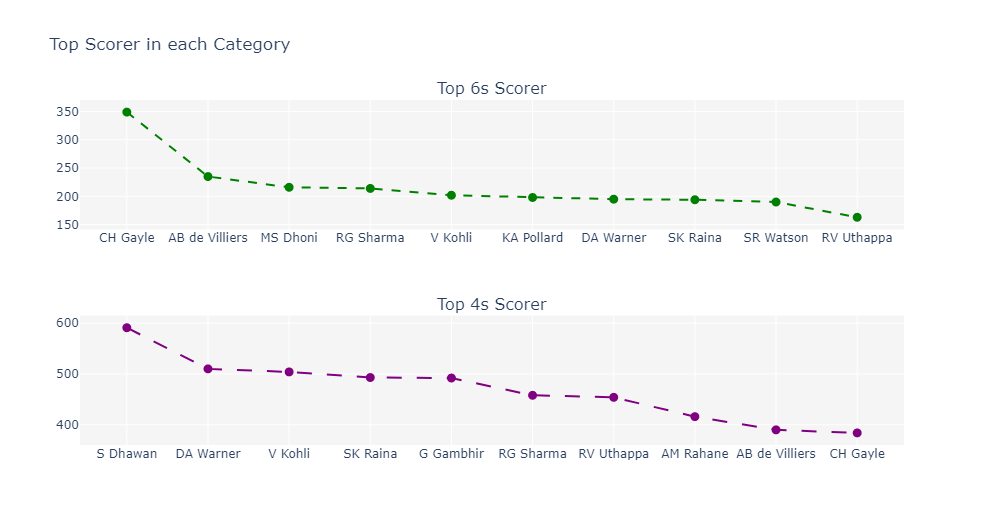 Top Scorer in each Category
Top 6s Scorer
350
300
250
200
150
CH Gayle AB de Villiers MS Dhoni RG Sharma V Kohli KA Pollard DA Warner SK Raina SR Watson RV Uthappa
Top 4s Scorer
600
500
400
S Dhawan DA Warner V Kohli SK Raina G Gambhir RG Sharma RV Uthappa AM Rahane AB de Villiers CH Gayle